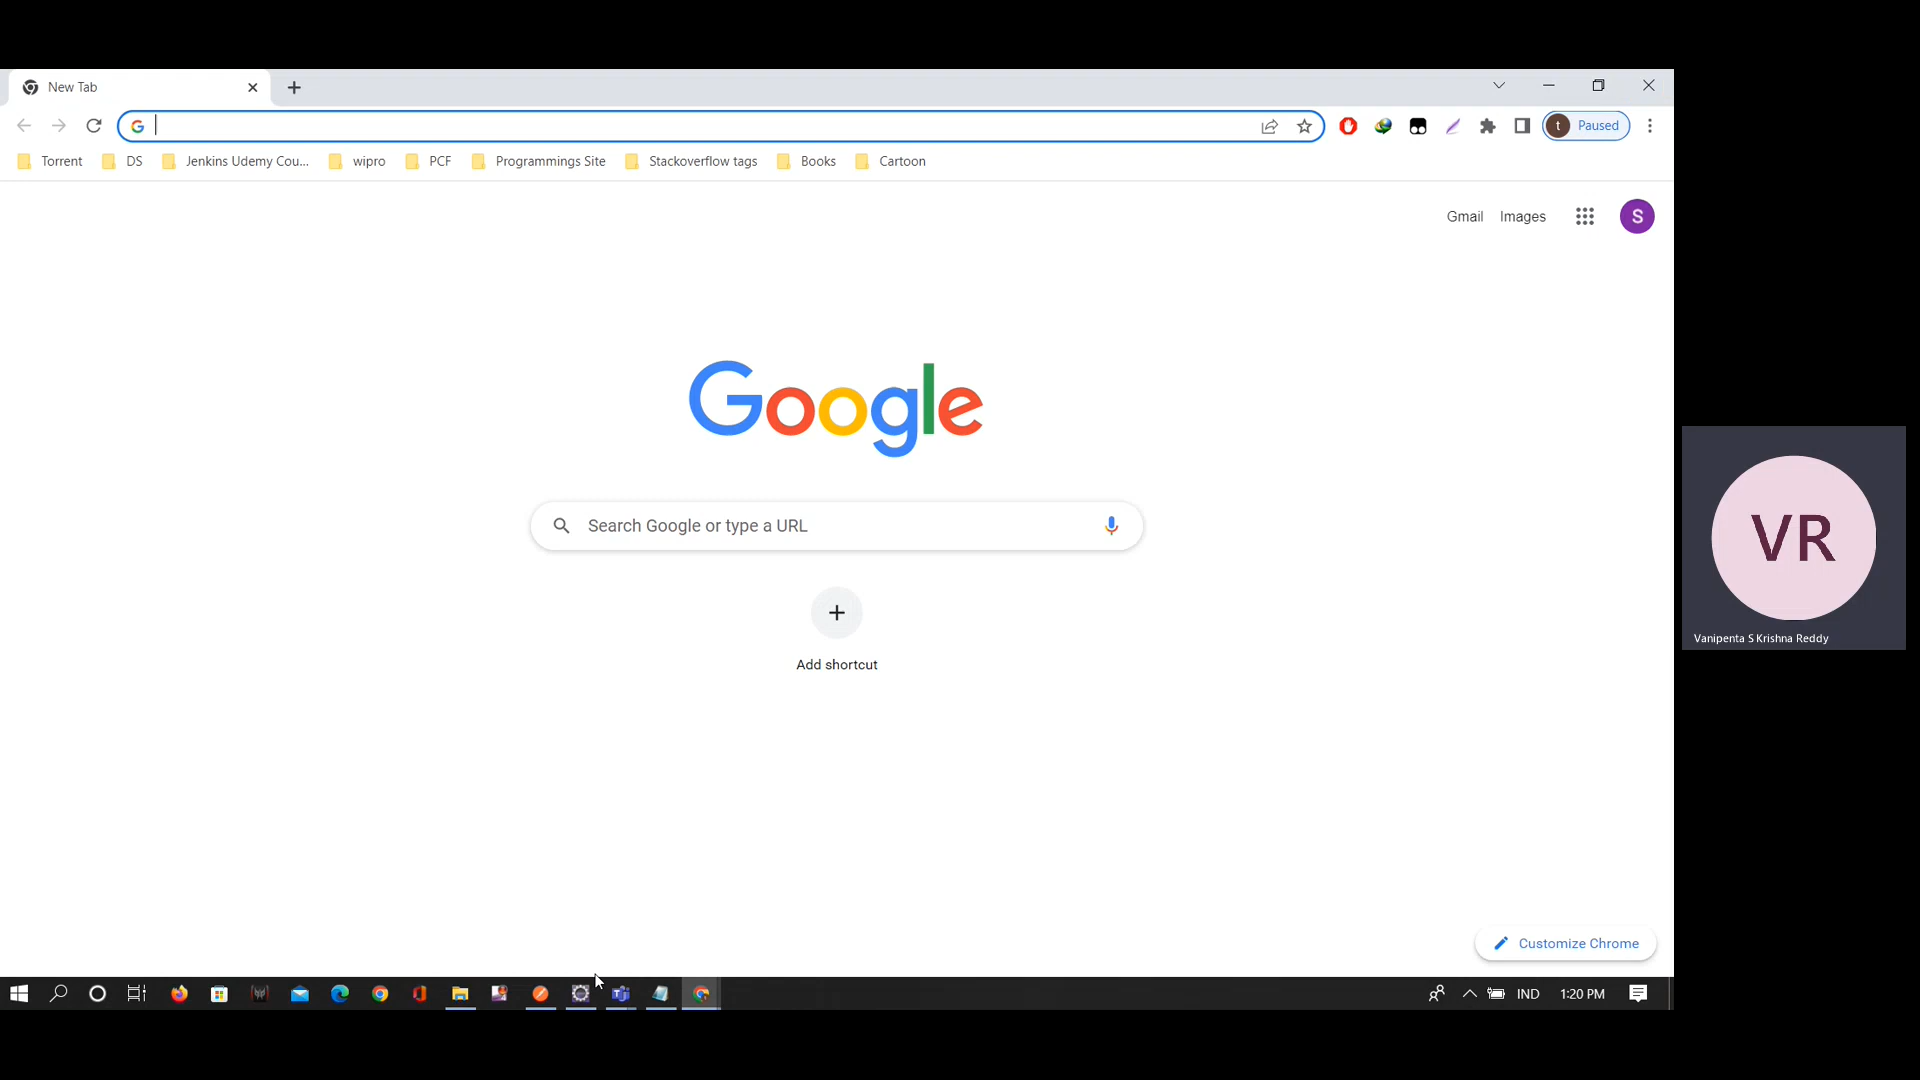 New Tab
t Paused
Torrent DS Jenkins Udemy Cou... wipro PCF Programmings Site Stackoverflow tags Books Cartoon
Gmail Images S
Google
Search Google or type a URL
VR
Vanipenta S Krishna Reddy
Add shortcut
Customize Chrome
IND 1:20 PM